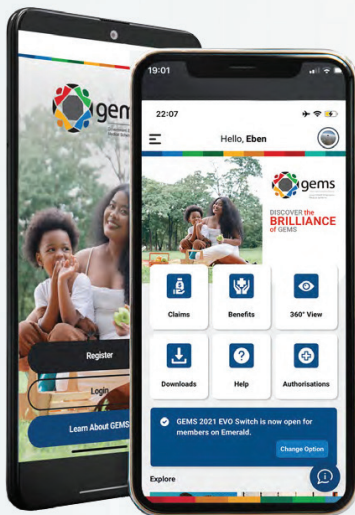 gem
Register
Login
Learn About GEMS
19:01
22:07
Hello, Eben
gems
DISCOVER the
BRILLIANCE
of GEMS
Claims
Benefits
360° View
Downloads
Help
Authorisations
GEMS 2021 EVO Switch is now open for
members on Emerald.
Change Option
Explore